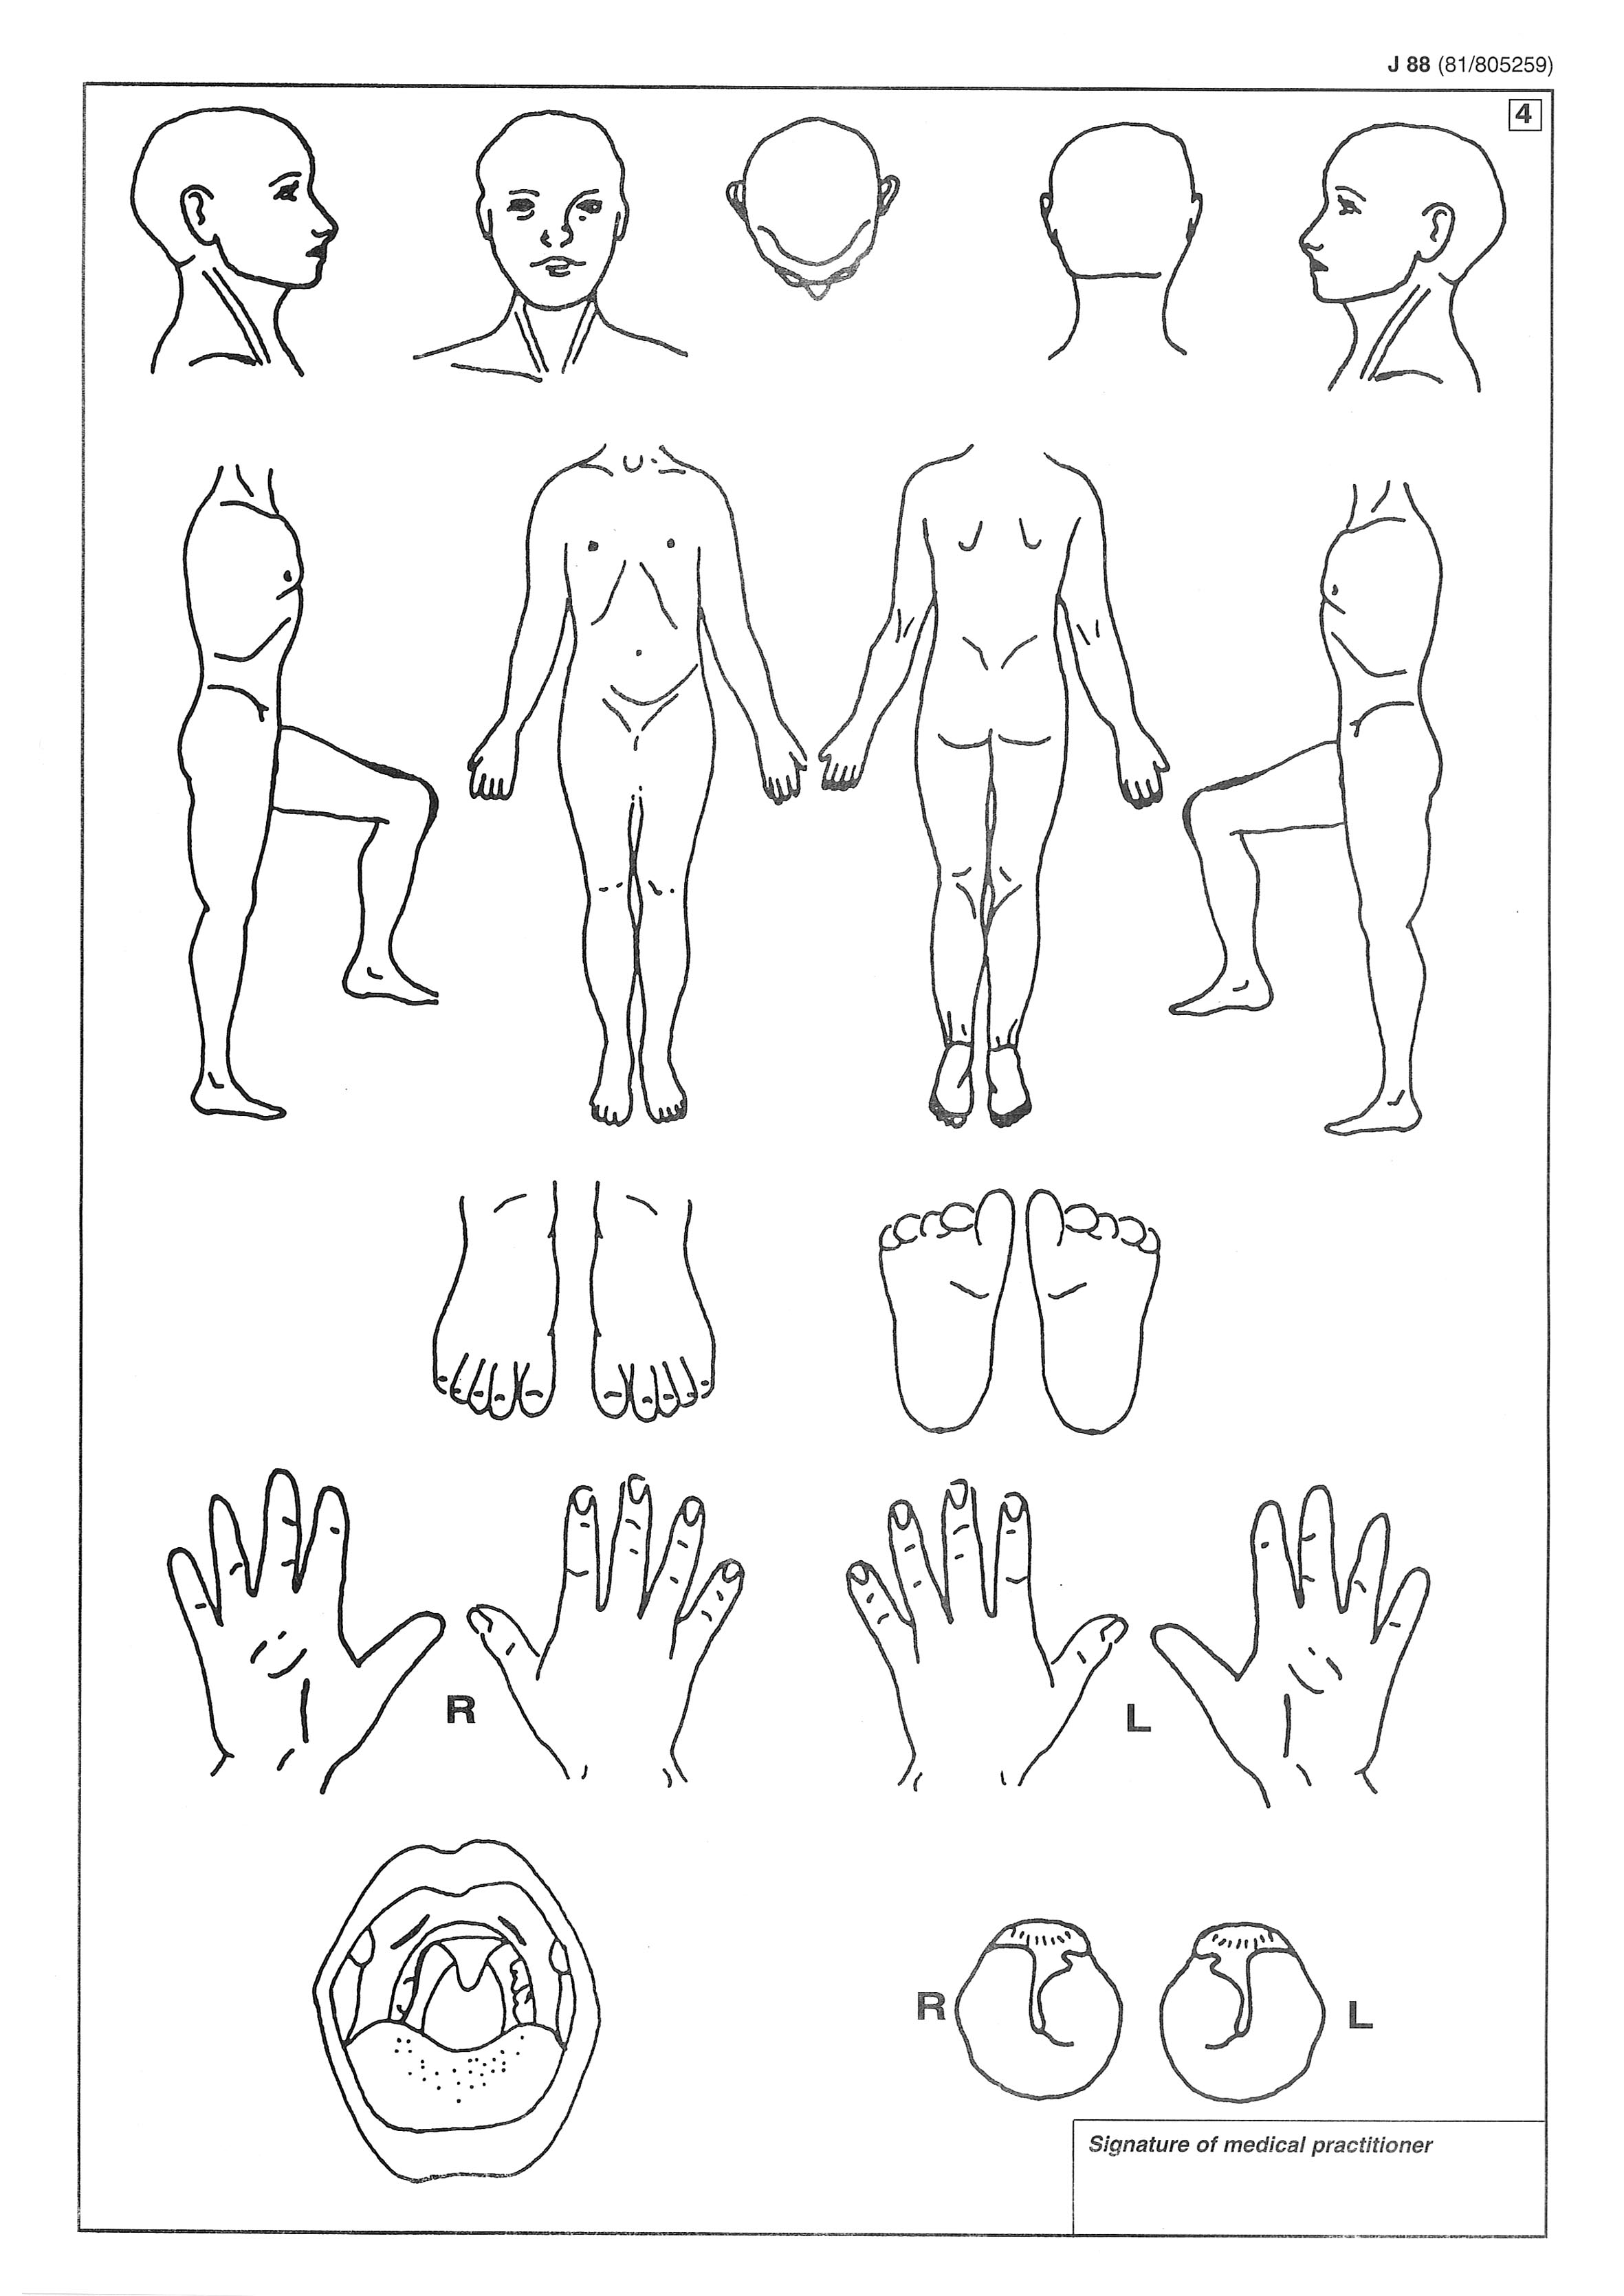 J 88 (81/805259)
4
R
L
R
L
Signature of medical practitioner